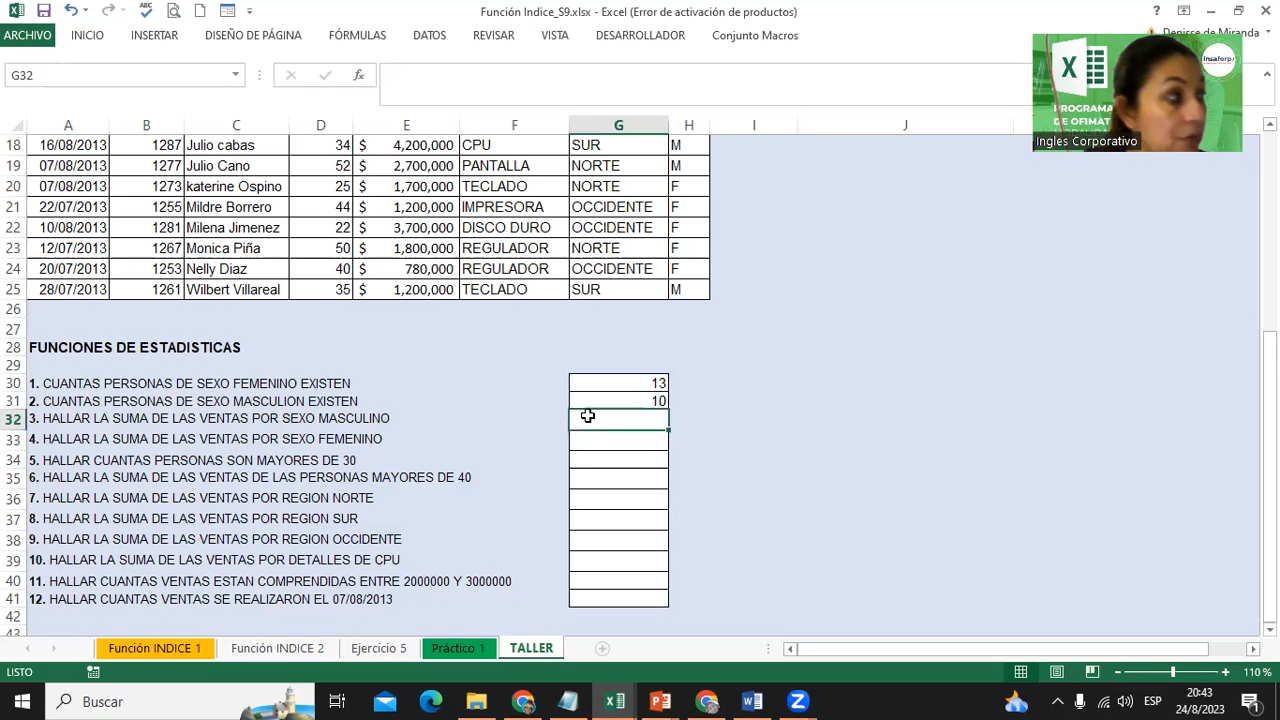 Función Indice_S9.xlsx - Excel (Error de activación de productos)
ARCHIVO INICIO INSERTAR DISEÑO DE PÁGINA FÓRMULAS DATOS REVISAR VISTA DESARROLLADOR Conjunto Macros Denisse de Miranda
G32 fx
insaforp
PROGRAMA
DE OFIMAT
Ingles Corporativo
A B C D E F G H I J
18 16/08/2013 1287 Julio cabas 34 $ 4,200,000 CPU SUR M
19 07/08/2013 1277 Julio Cano 52 $ 2,700,000 PANTALLA NORTE M
20 07/08/2013 1273 katerine Ospino 25 $ 1,700,000 TECLADO NORTE F
21 22/07/2013 1255 Mildre Borrero 44 $ 1,200,000 IMPRESORA OCCIDENTE F
22 10/08/2013 1281 Milena Jimenez 22 $ 3,700,000 DISCO DURO OCCIDENTE F
23 12/07/2013 1267 Monica Piña 50 $ 1,800,000 REGULADOR NORTE F
24 20/07/2013 1253 Nelly Diaz 40 $ 780,000 REGULADOR OCCIDENTE F
25 28/07/2013 1261 Wilbert Villareal 35 $ 1,200,000 TECLADO SUR M
26
27
28 FUNCIONES DE ESTADISTICAS
29
30 1. CUANTAS PERSONAS DE SEXO FEMENINO EXISTEN 13
31 2. CUANTAS PERSONAS DE SEXO MASCULION EXISTEN 10
32 3. HALLAR LA SUMA DE LAS VENTAS POR SEXO MASCULINO
33 4. HALLAR LA SUMA DE LAS VENTAS POR SEXO FEMENINO
34 5. HALLAR CUANTAS PERSONAS SON MAYORES DE 30
35 6. HALLAR LA SUMA DE LAS VENTAS DE LAS PERSONAS MAYORES DE 40
36 7. HALLAR LA SUMA DE LAS VENTAS POR REGION NORTE
37 8. HALLAR LA SUMA DE LAS VENTAS POR REGION SUR
38 9. HALLAR LA SUMA DE LAS VENTAS POR REGION OCCIDENTE
39 10. HALLAR LA SUMA DE LAS VENTAS POR DETALLES DE CPU
40 11. HALLAR CUANTAS VENTAS ESTAN COMPRENDIDAS ENTRE 2000000 Y 3000000
41 12. HALLAR CUANTAS VENTAS SE REALIZARON EL 07/08/2013
42
43
Función INDICE 1 Función INDICE 2 Ejercicio 5 Práctico 1 TALLER
LISTO 110 %
Buscar ESP 20:43
24/8/2023 1